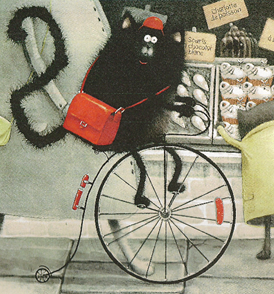 Charlotte
de poisson
Souris
chocolat
blanc